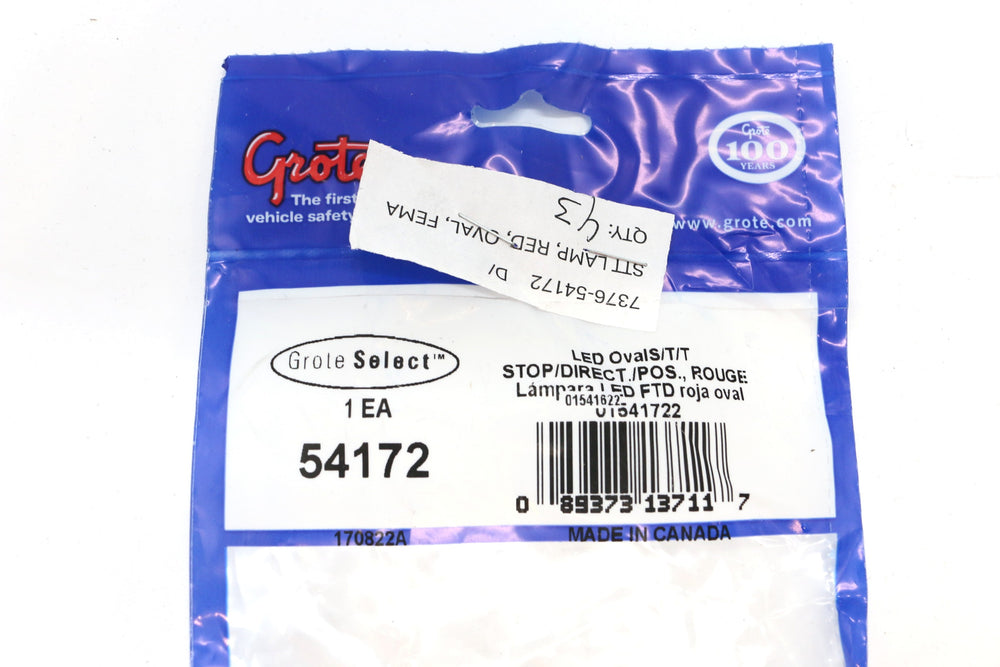 Grote
The first
vehicle safety
Grote
100
YEARS
www.grote.com
7376-54172 D/
STT LAMP, RED, OVAL, FEMA
QTY: 43
Grote Select™
1 EA
54172
LED OvalS/T/T
STOP/DIRECT./POS., ROUGE
Lámpara LED FTD roja oval
01541622
01541722
0 89373 13711 7
170822A
MADE IN CANADA